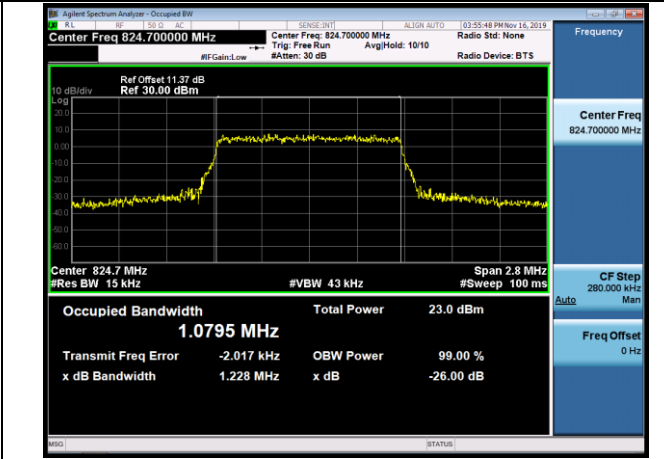 Agilent Spectrum Analyzer - Occupied BW
RL RF 50 Ω AC SENSE:INT ALIGN AUTO 03:55:48 PM Nov 16, 2019
Center Freq 824.700000 MHz
Center Freq: 824.700000 MHz
Radio Std: None
Trig: Free Run Avg|Hold: 10/10
#IFGain:Low
#Atten: 30 dB
Radio Device: BTS
Frequency
Ref Offset 11.37 dB
10 dB/div Ref 30.00 dBm
Log
20.0
10.0
0.00
-10.0
-20.0
-30.0
-40.0
-50.0
-60.0
Center Freq
824.700000 MHz
Center 824.7 MHz Span 2.8 MHz
#Res BW 15 kHz #VBW 43 kHz #Sweep 100 ms
CF Step
280.000 kHz
Auto Man
Occupied Bandwidth Total Power 23.0 dBm
1.0795 MHz
Transmit Freq Error -2.017 kHz OBW Power 99.00 %
x dB Bandwidth 1.228 MHz x dB -26.00 dB
Freq Offset
0 Hz
MSG STATUS